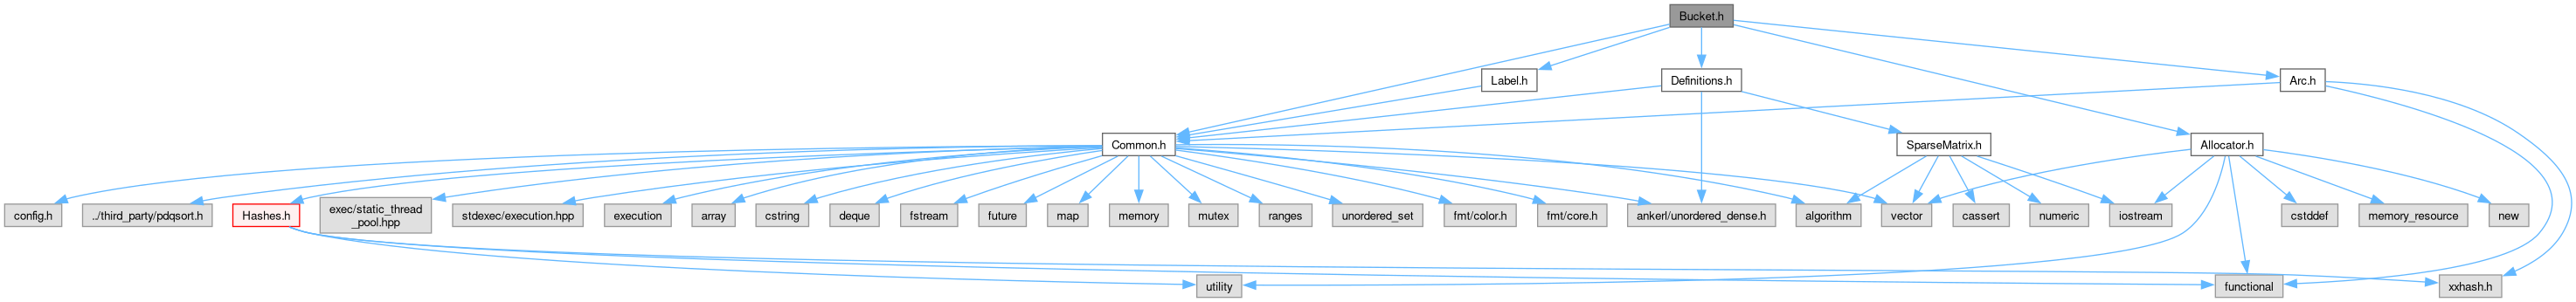 Bucket.h
Label.h
Definitions.h
Arc.h
Common.h
SparseMatrix.h
Allocator.h
config.h
../third_party/pdqsort.h
Hashes.h
exec/static_thread
_pool.hpp
stdexec/execution.hpp
execution
array
cstring
deque
fstream
future
map
memory
mutex
ranges
unordered_set
fmt/color.h
fmt/core.h
ankerl/unordered_dense.h
algorithm
vector
cassert
numeric
iostream
cstddef
memory_resource
new
utility
functional
xxhash.h